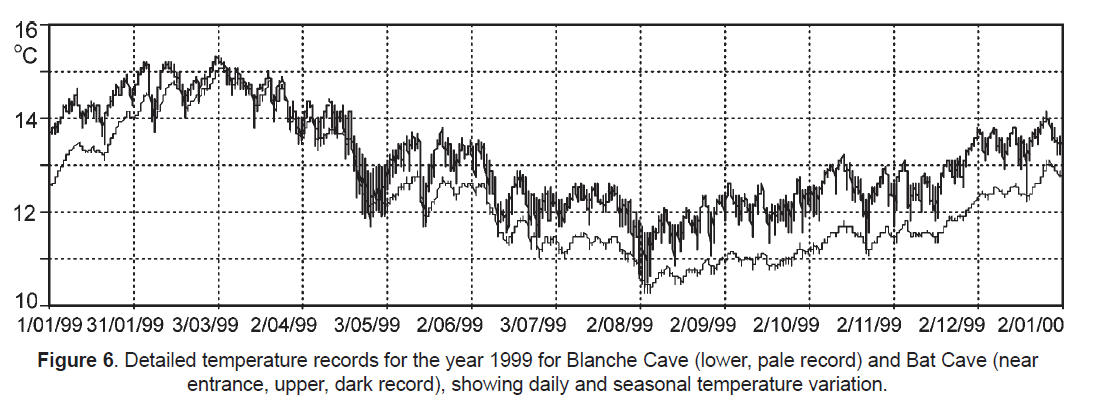 16
°C
14
12
10
1/01/99 31/01/99 3/03/99 2/04/99 3/05/99 2/06/99 3/07/99 2/08/99 2/09/99 2/10/99 2/11/99 2/12/99 2/01/00
Figure 6. Detailed temperature records for the year 1999 for Blanche Cave (lower, pale record) and Bat Cave (near
entrance, upper, dark record), showing daily and seasonal temperature variation.